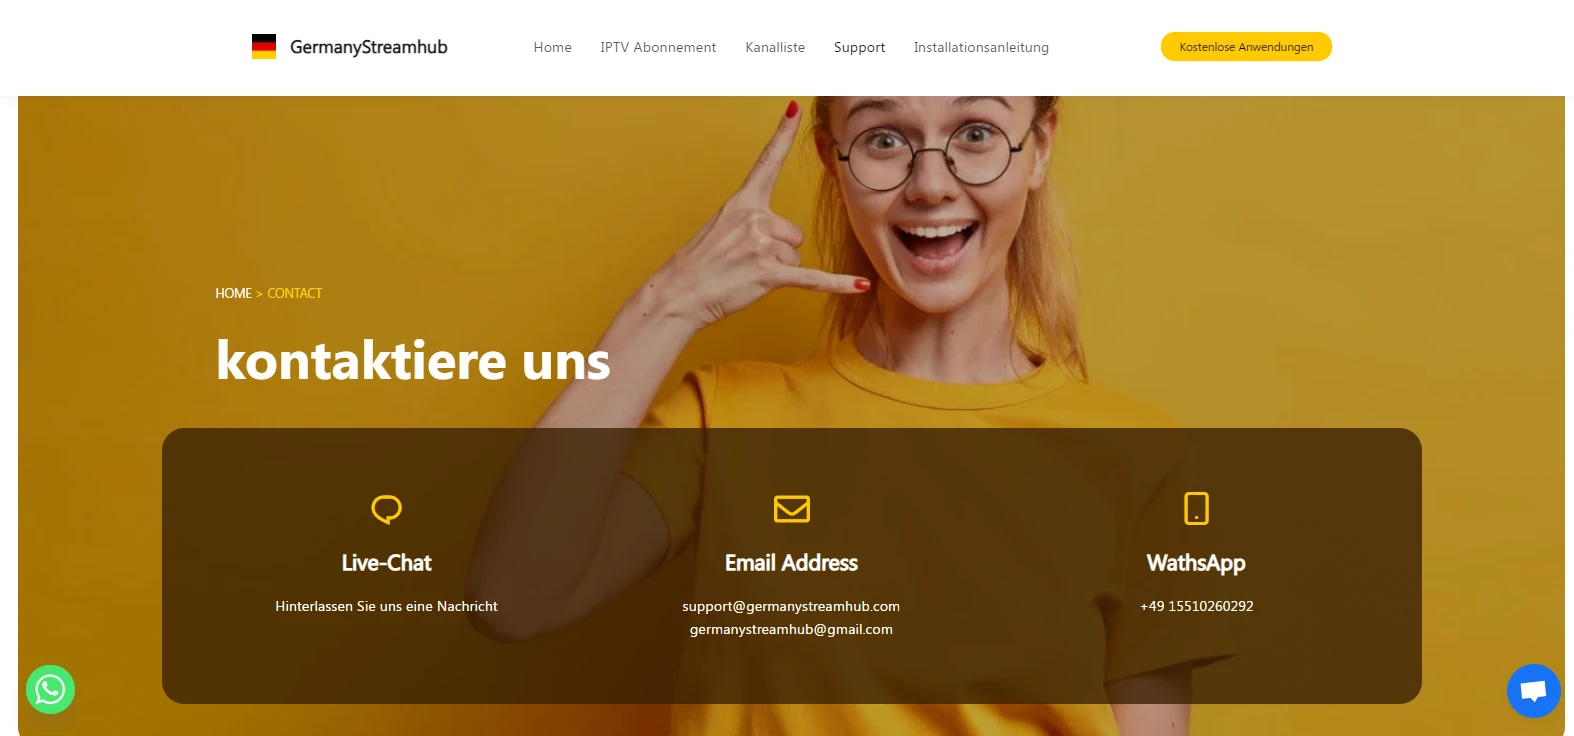 GermanyStreamhub
Home
IPTV Abonnement
Kanalliste
Support
Installationsanleitung
Kostenlose Anwendungen
HOME > CONTACT
kontaktiere uns
Live-Chat
Hinterlassen Sie uns eine Nachricht
Email Address
support@germanystreamhub.com
germanystreamhub@gmail.com
WathsApp
+49 15510260292